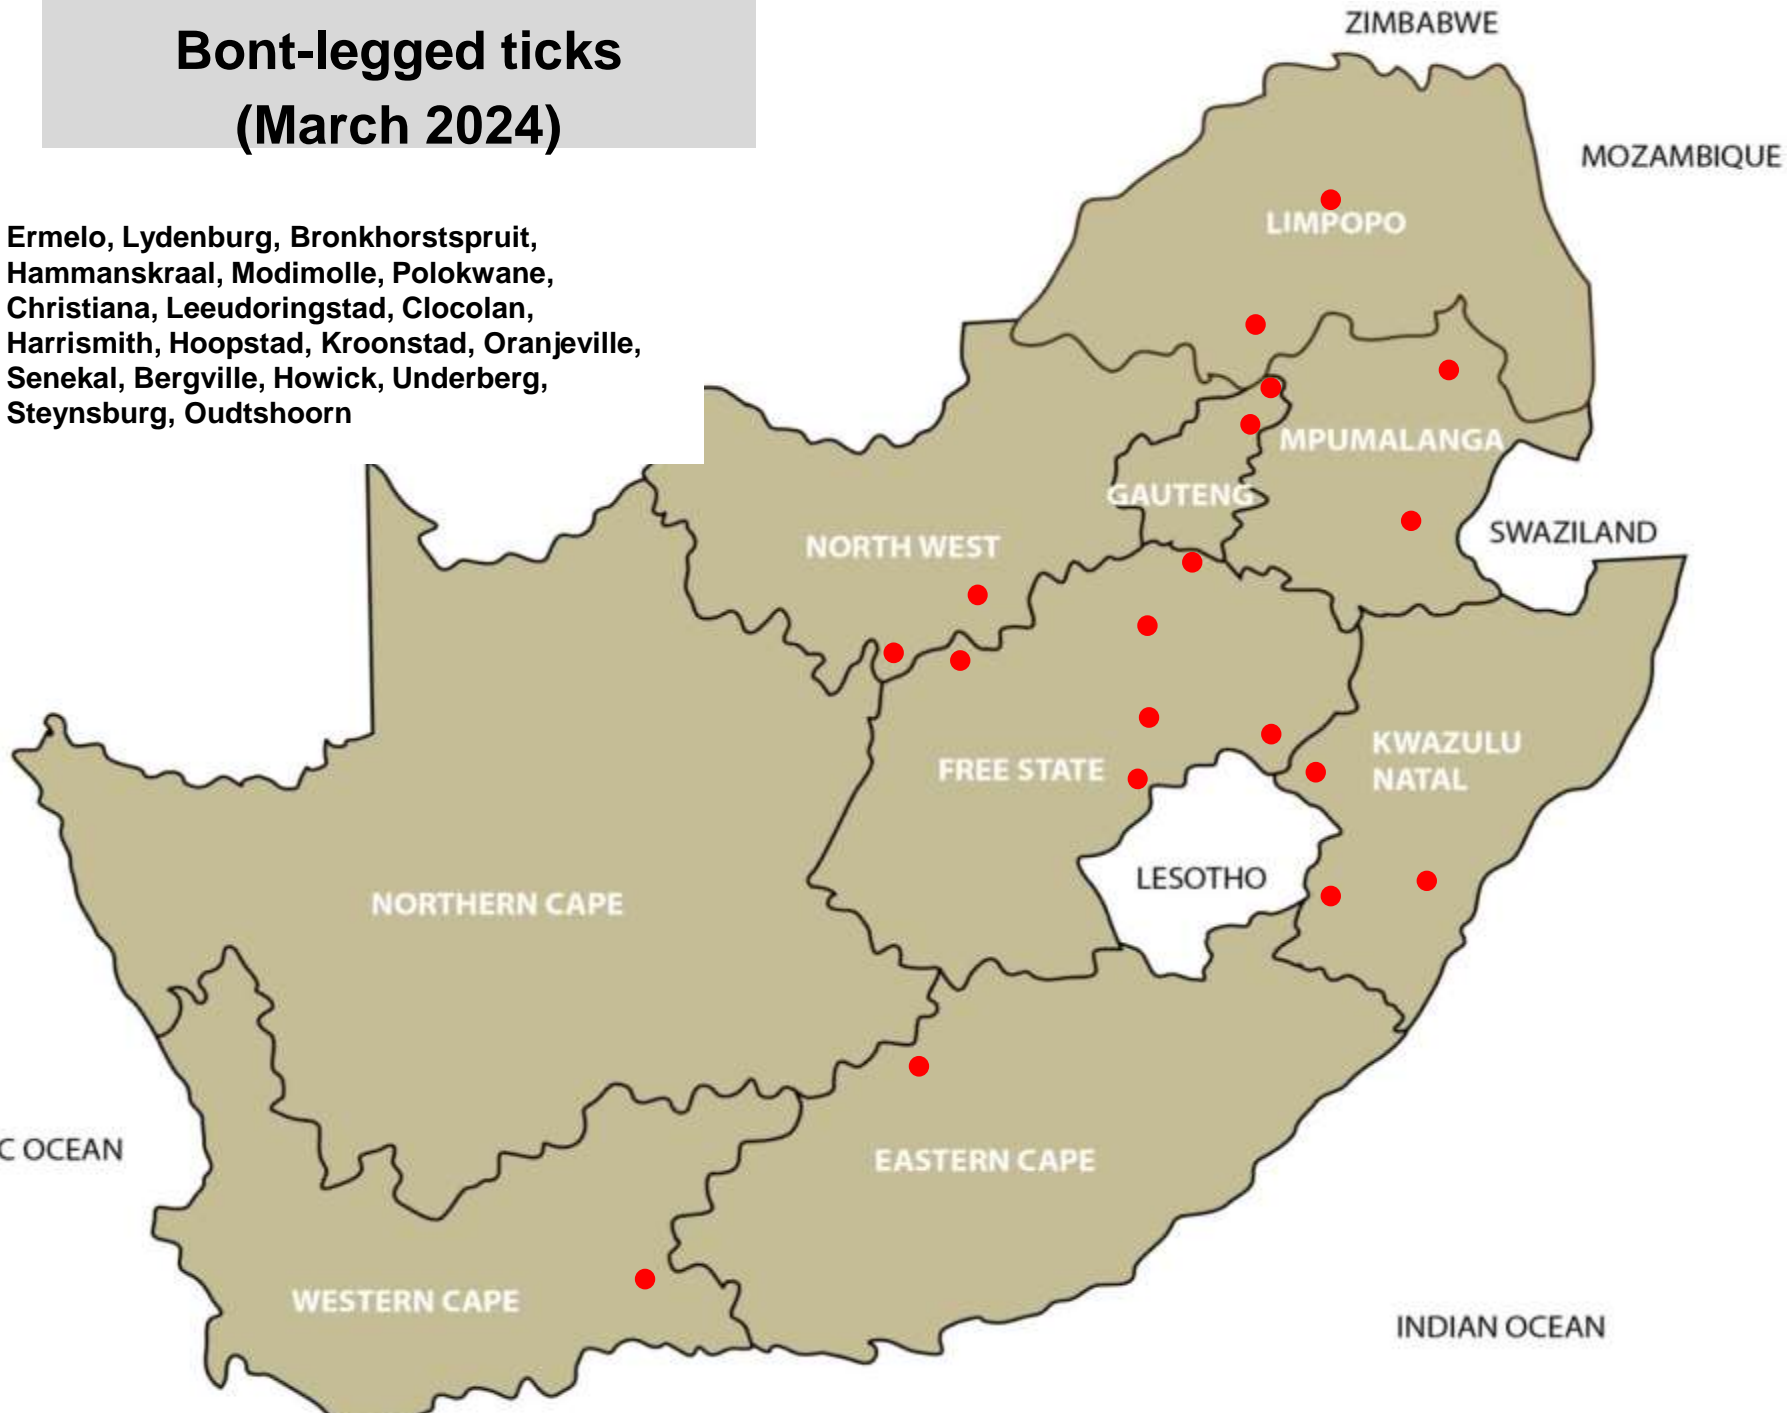 Bont-legged ticks
(March 2024)
Ermelo, Lydenburg, Bronkhorstspruit,
Hammanskraal, Modimolle, Polokwane,
Christiana, Leeudoringstad, Clocolan,
Harrismith, Hoopstad, Kroonstad, Oranjeville,
Senekal, Bergville, Howick, Underberg,
Steynsburg, Oudtshoorn
ZIMBABWE
MOZAMBIQUE
LIMPOPO
MPUMALANGA
GAUTENG
SWAZILAND
NORTH WEST
KWAZULU
NATAL
FREE STATE
LESOTHO
NORTHERN CAPE
C OCEAN
EASTERN CAPE
WESTERN CAPE
INDIAN OCEAN